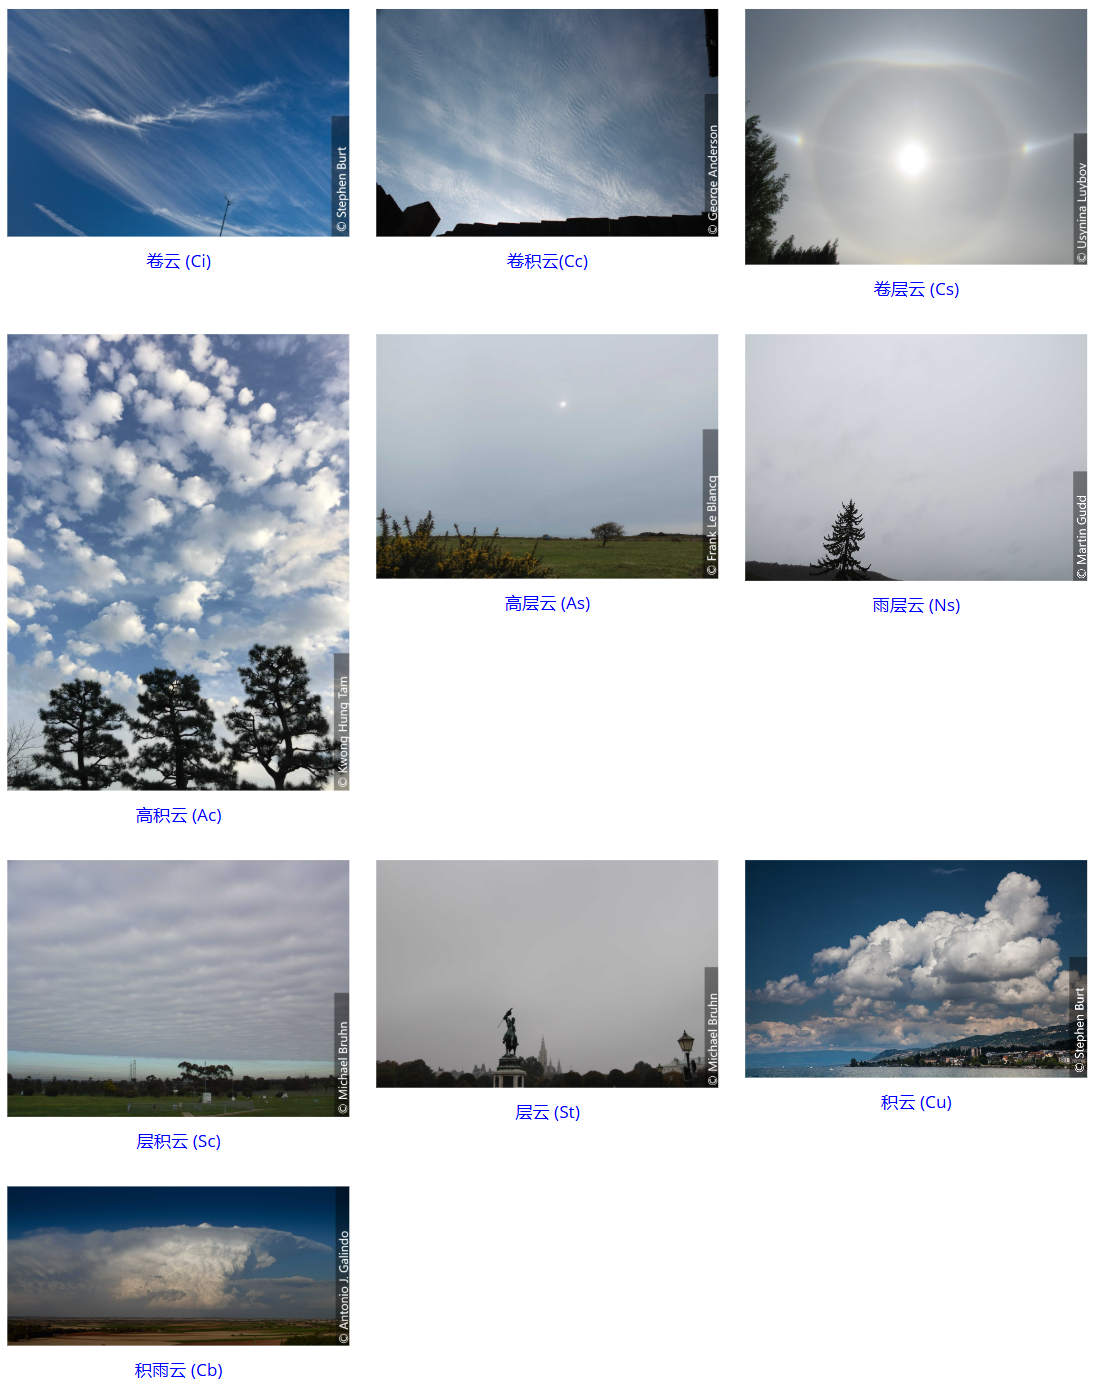 © Stephen Burt
© George Anderson
© Usynina Luybov
卷云 (Ci)
卷积云(Cc)
卷层云 (Cs)
© Kwong Hung Tam
© Frank Le Blancq
© Martin Gudd
高层云 (As)
雨层云 (Ns)
高积云 (Ac)
© Michael Bruhn
© Michael Bruhn
©Stephen Burt
层积云 (Sc)
层云 (St)
积云 (Cu)
© Antonio J. Galindo
积雨云 (Cb)